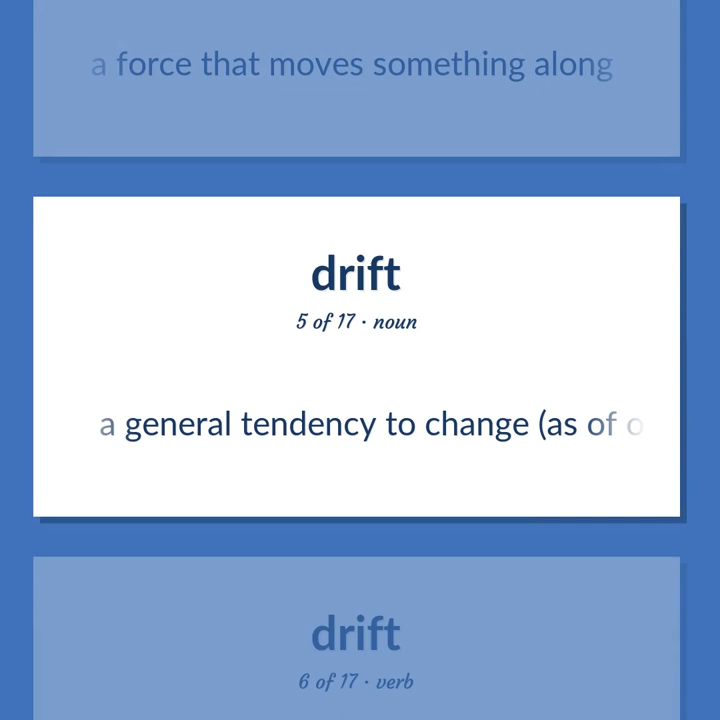 a force that moves something along
drift
5 of 17 · noun
a general tendency to change (as of o
drift
6 of 17 · verb